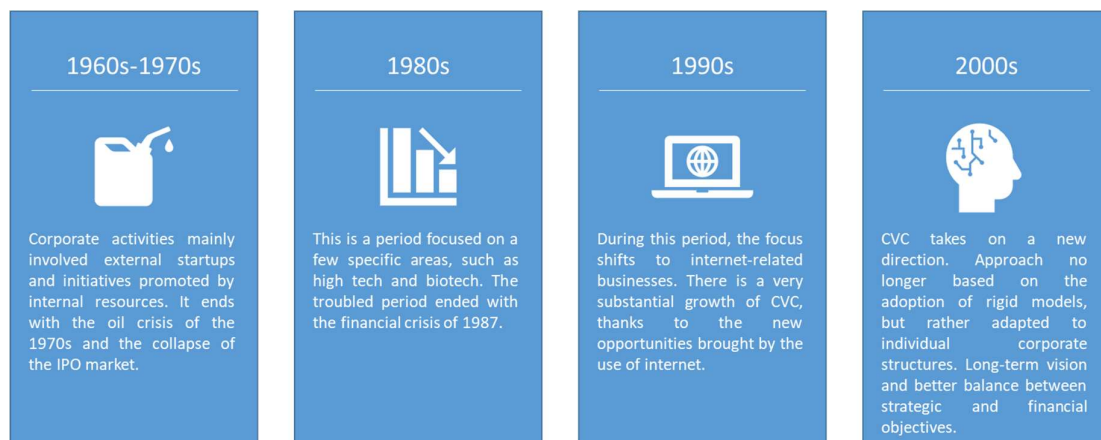 1960s-1970s
Corporate activities mainly
involved external startups
and initiatives promoted by
internal resources. It ends
with the oil crisis of the
1970s and the collapse of
the IPO market.
1980s
This is a period focused on a
few specific areas, such as
high tech and biotech. The
troubled period ended with
the financial crisis of 1987.
1990s
During this period, the focus
shifts to internet-related
businesses. There is a very
substantial growth of CVC,
thanks to the new
opportunities brought by the
use of internet.
2000s
CVC takes on a new
direction. Approach no
longer based on the
adoption of rigid models,
but rather adapted to
individual corporate
structures. Long-term vision
and better balance between
strategic and financial
objectives.